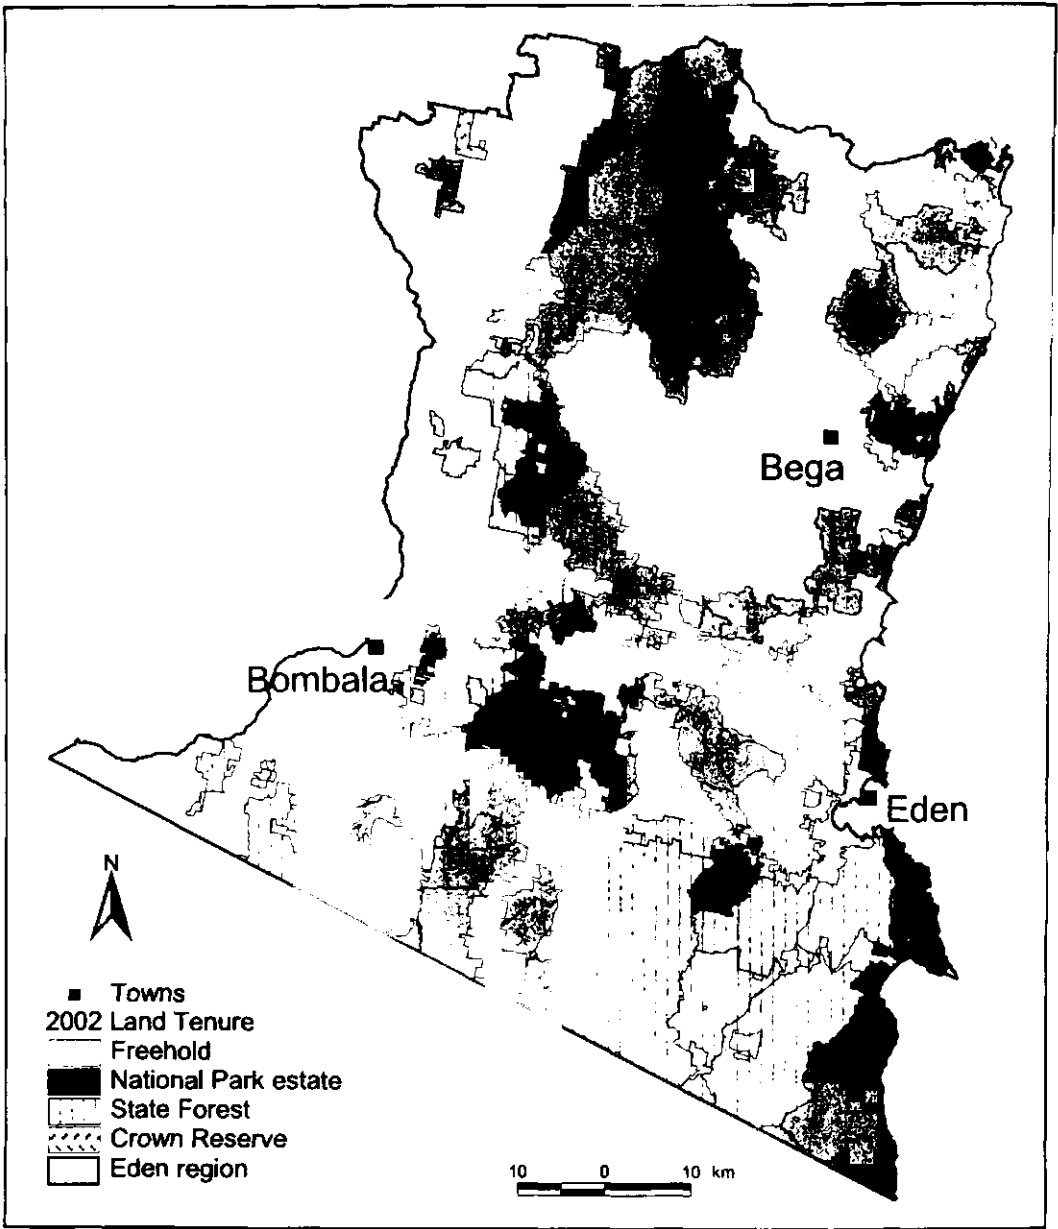 Bega
Bombala
Eden
N
Towns
2002 Land Tenure
Freehold
National Park estate
State Forest
Crown Reserve
Eden region
10 0 10 km